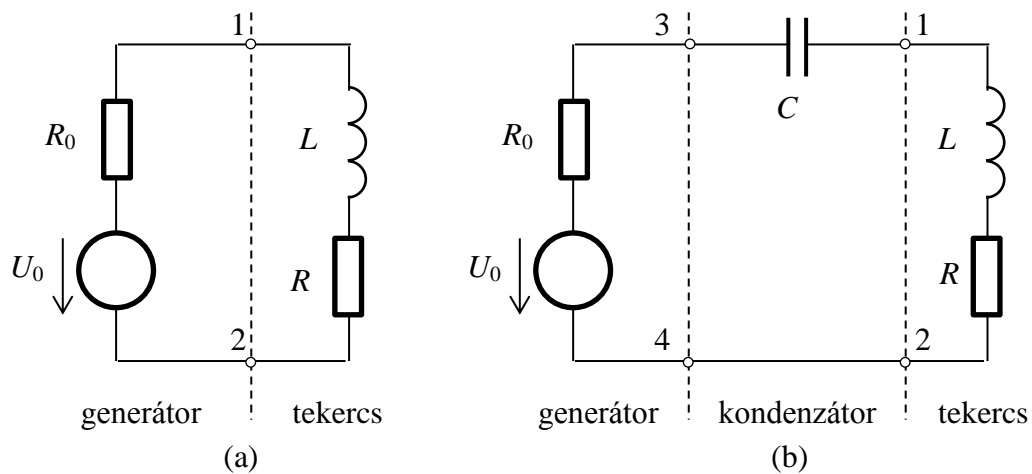 1
3
C
1
R0
L
R0
L
U0
R
U0
R
2
4
2
generátor
tekercs
generátor
kondenzátor
tekercs
(a)
(b)